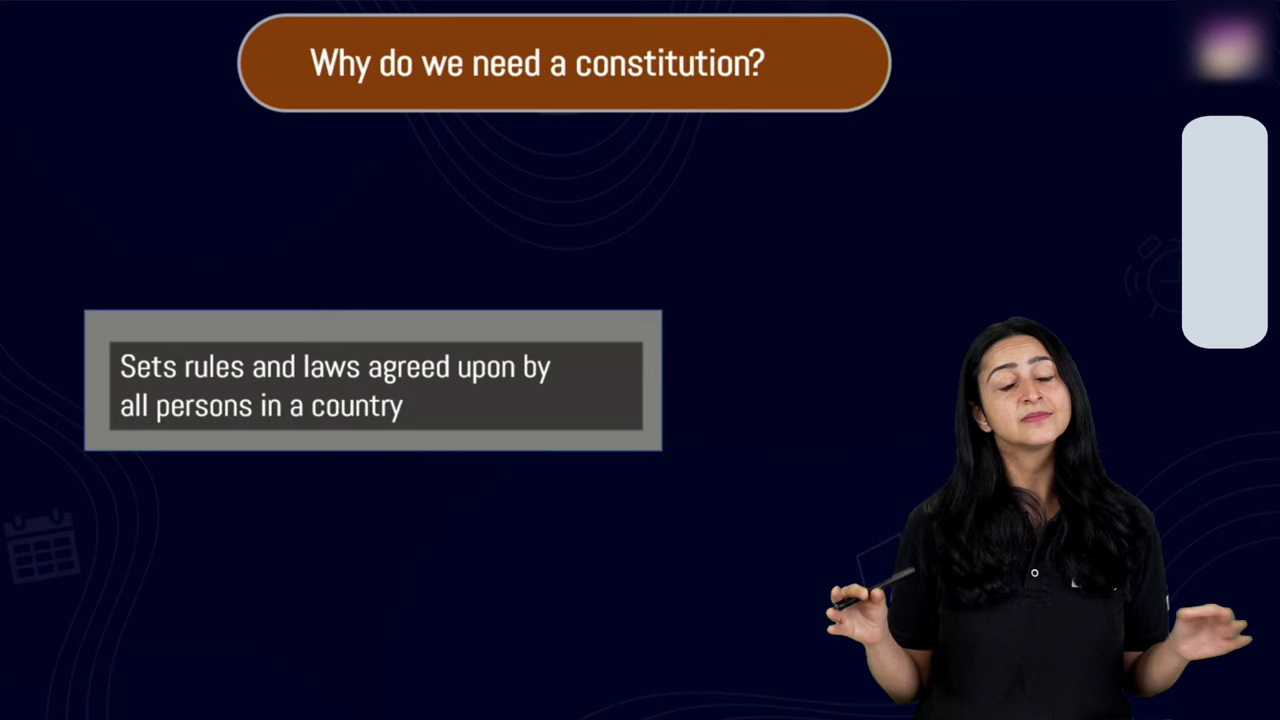 Why do we need a constitution?
Sets rules and laws agreed upon by
all persons in a country